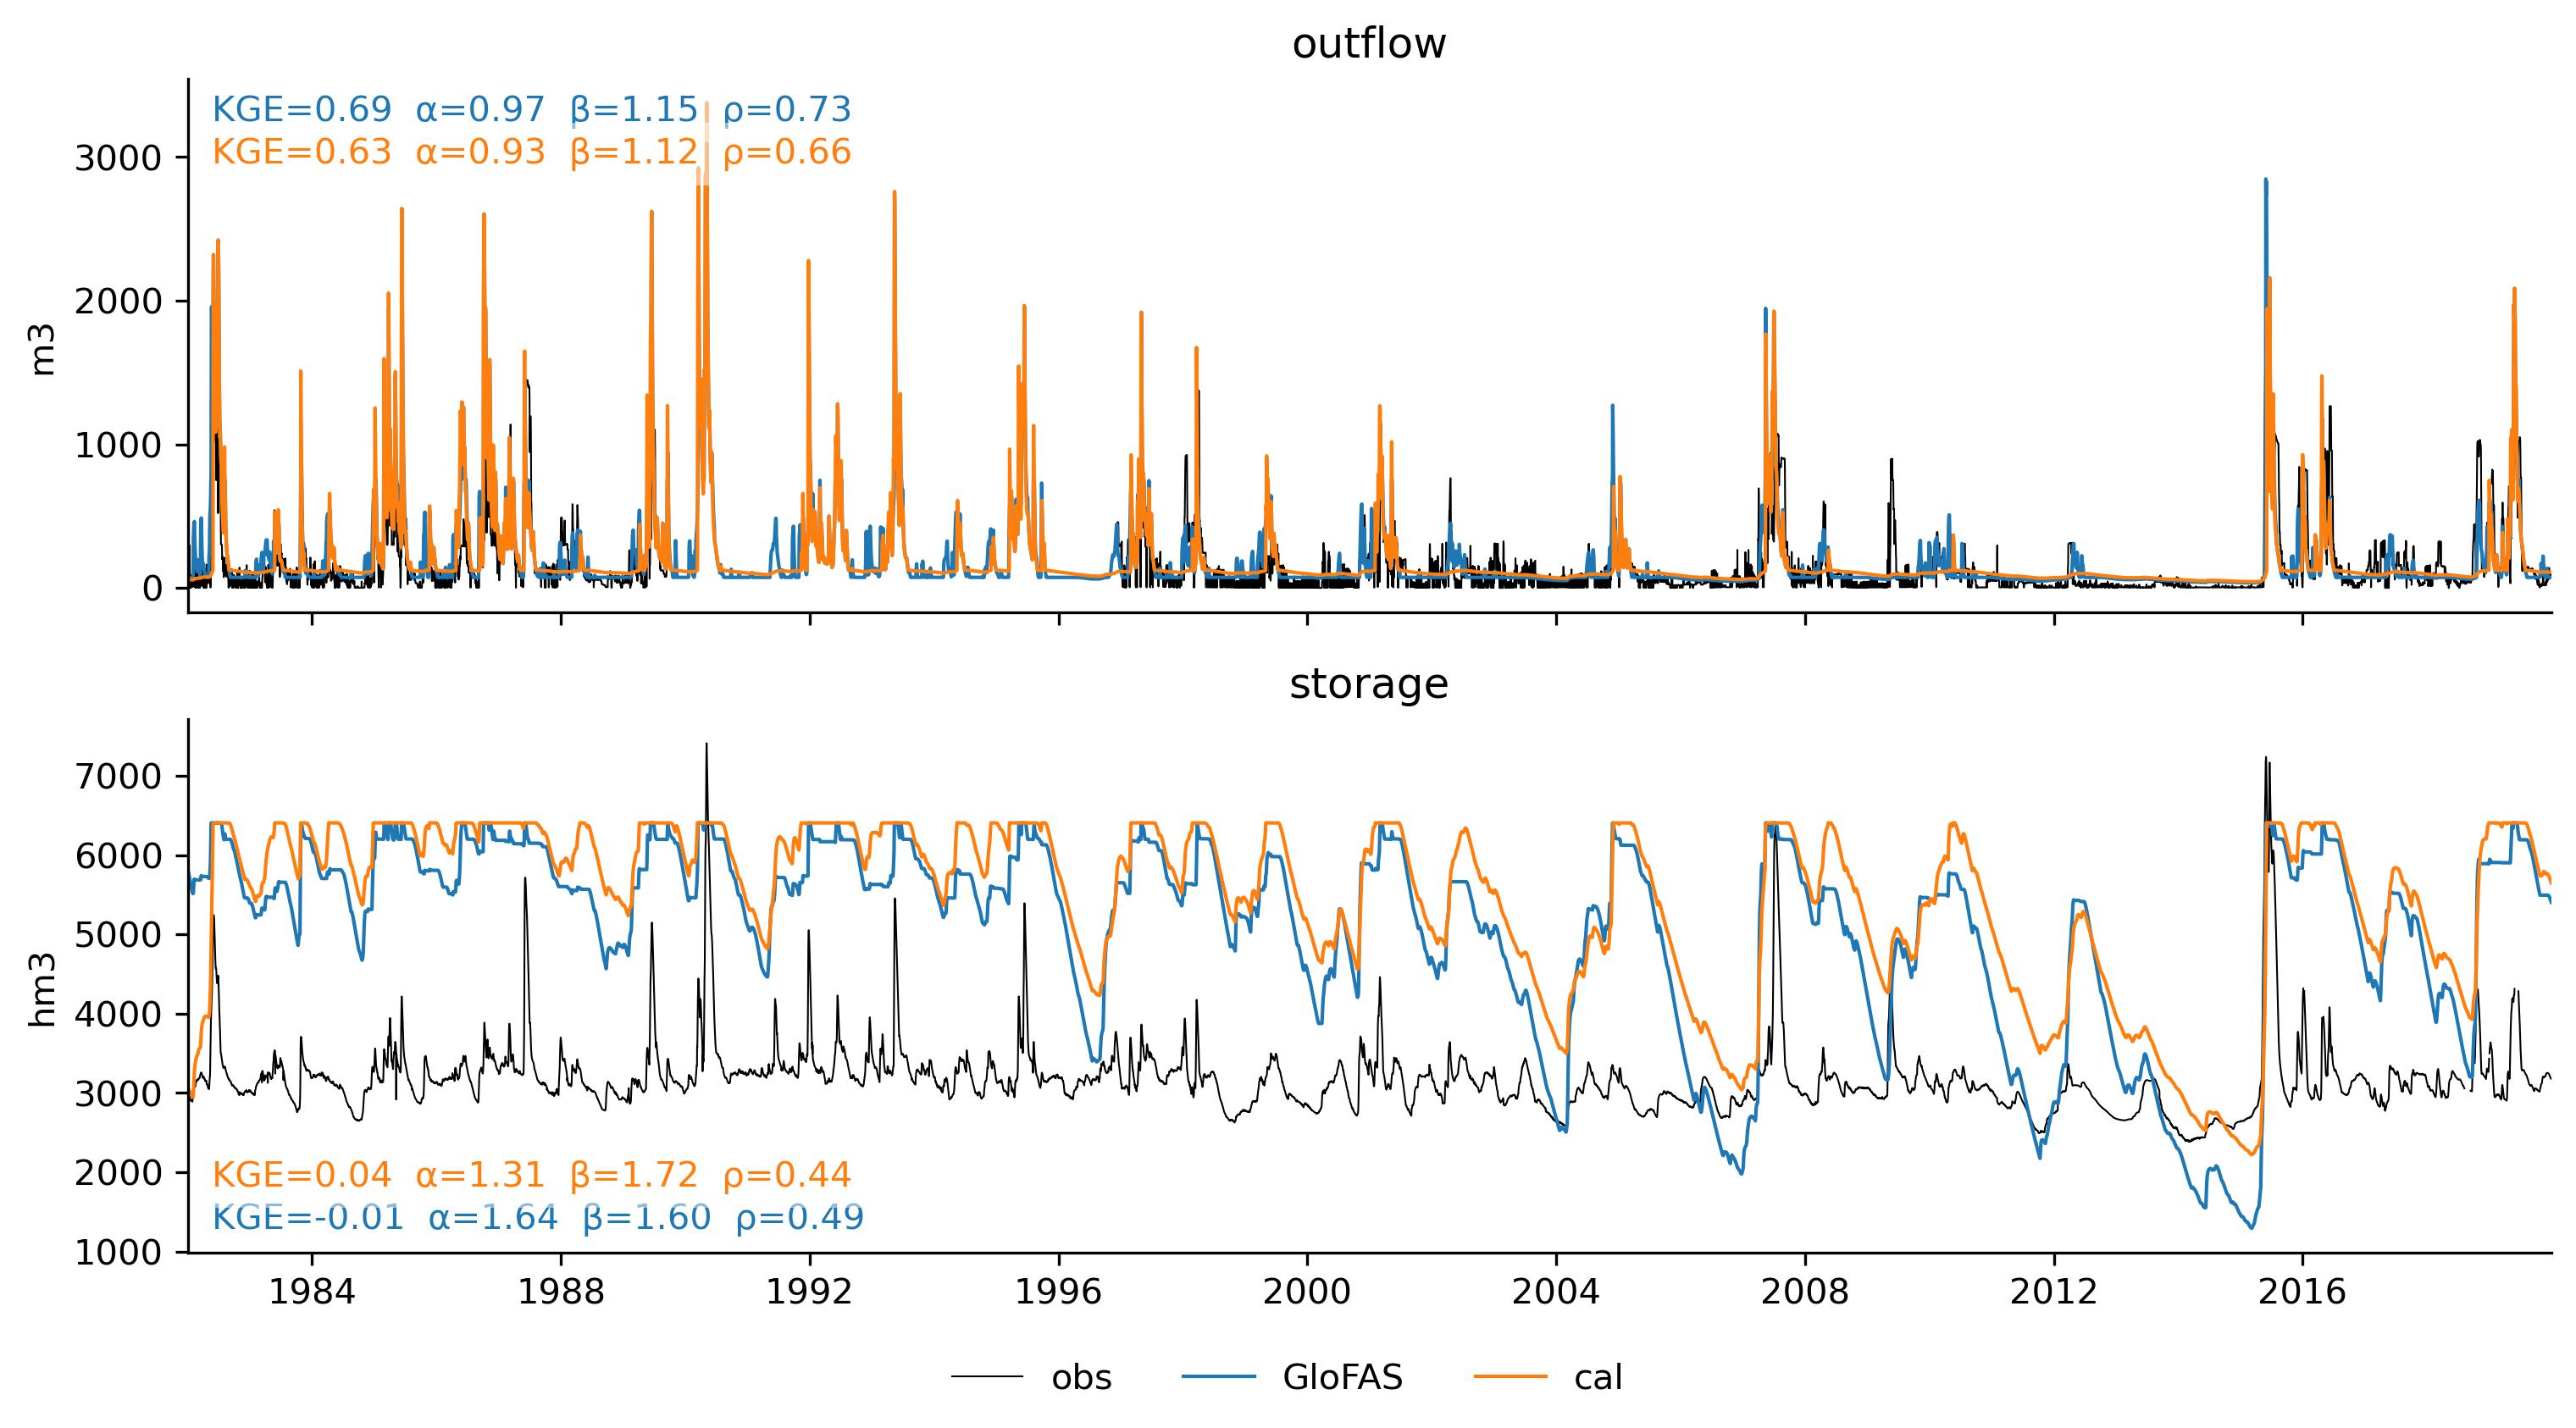 outflow
KGE=0.69 α=0.97 β=1.15 ρ=0.73
KGE=0.63 α=0.93 β=1.12 ρ=0.66
m3
3000
2000
1000
0
storage
hm3
7000
6000
5000
4000
3000
2000
1000
KGE=0.04 α=1.31 β=1.72 ρ=0.44
KGE=-0.01 α=1.64 β=1.60 ρ=0.49
1984 1988 1992 1996 2000 2004 2008 2012 2016
obs GloFAS cal